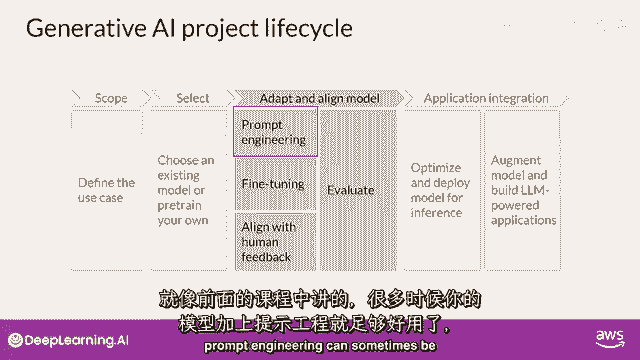 Generative AI project lifecycle
Scope
Select
Adapt and align model
Application integration
Define the
use case
Choose an
existing
model or
pretrain
your own
Prompt
engineering
Fine-tuning
Align with
human
feedback
Evaluate
Optimize
and deploy
model for
inference
Augment
model and
build LLM-
powered
applications
就像前面的课程中讲的，很多时候你的
模型加上提示工程就足够好用了，
prompt engineering can sometimes be
DeepLearning.AI
aws